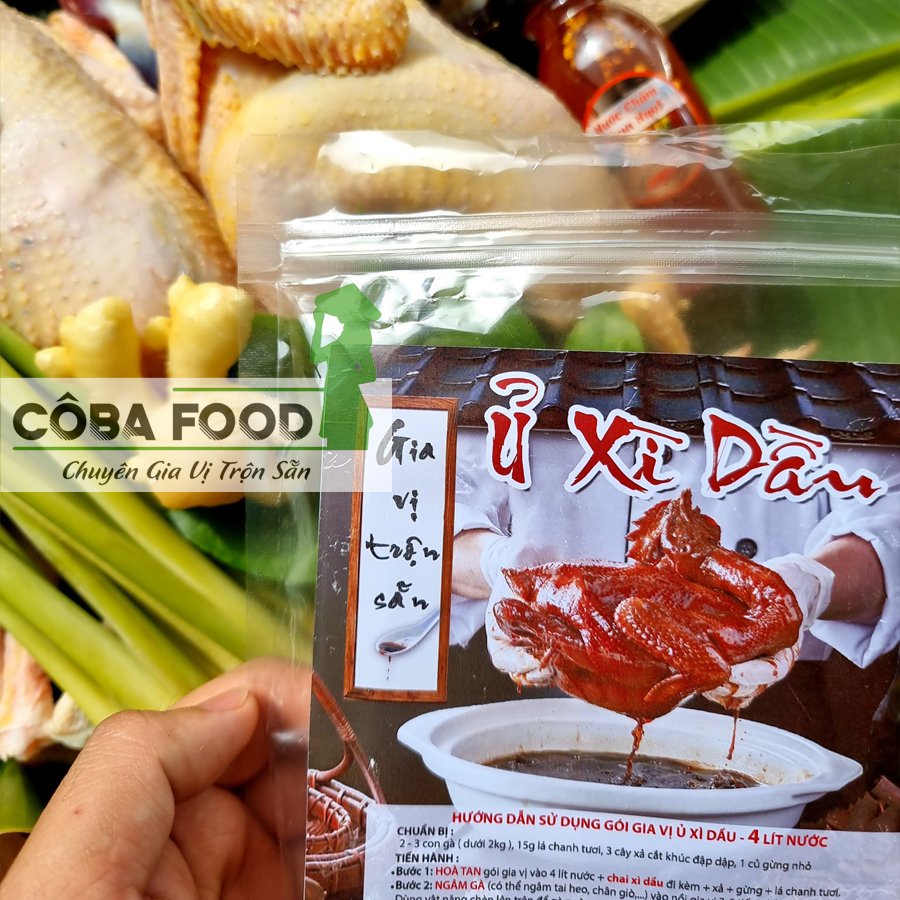 Nước Chấm
CÔBA FOOD
Chuyên Gia Vị Trộn Sẵn
Gia
vị
trộn
sẵn
Ủ Xì Dầu
HƯỚNG DẪN SỬ DỤNG GÓI GIA VỊ Ủ XÌ DẦU - 4 LÍT NƯỚC
CHUẨN BỊ :
2 - 3 con gà ( dưới 2kg ), 15g lá chanh tươi, 3 cây xả cắt khúc đập dập, 1 củ gừng nhỏ
TIẾN HÀNH :
• Bước 1: HOÀ TAN gói gia vị vào 4 lít nước + chai xì dầu đi kèm + xả + gừng + lá chanh tươi.
• Bước 2: NGÂM GÀ (có thể ngâm tai heo, chân giò,...) vào nồi gia vị